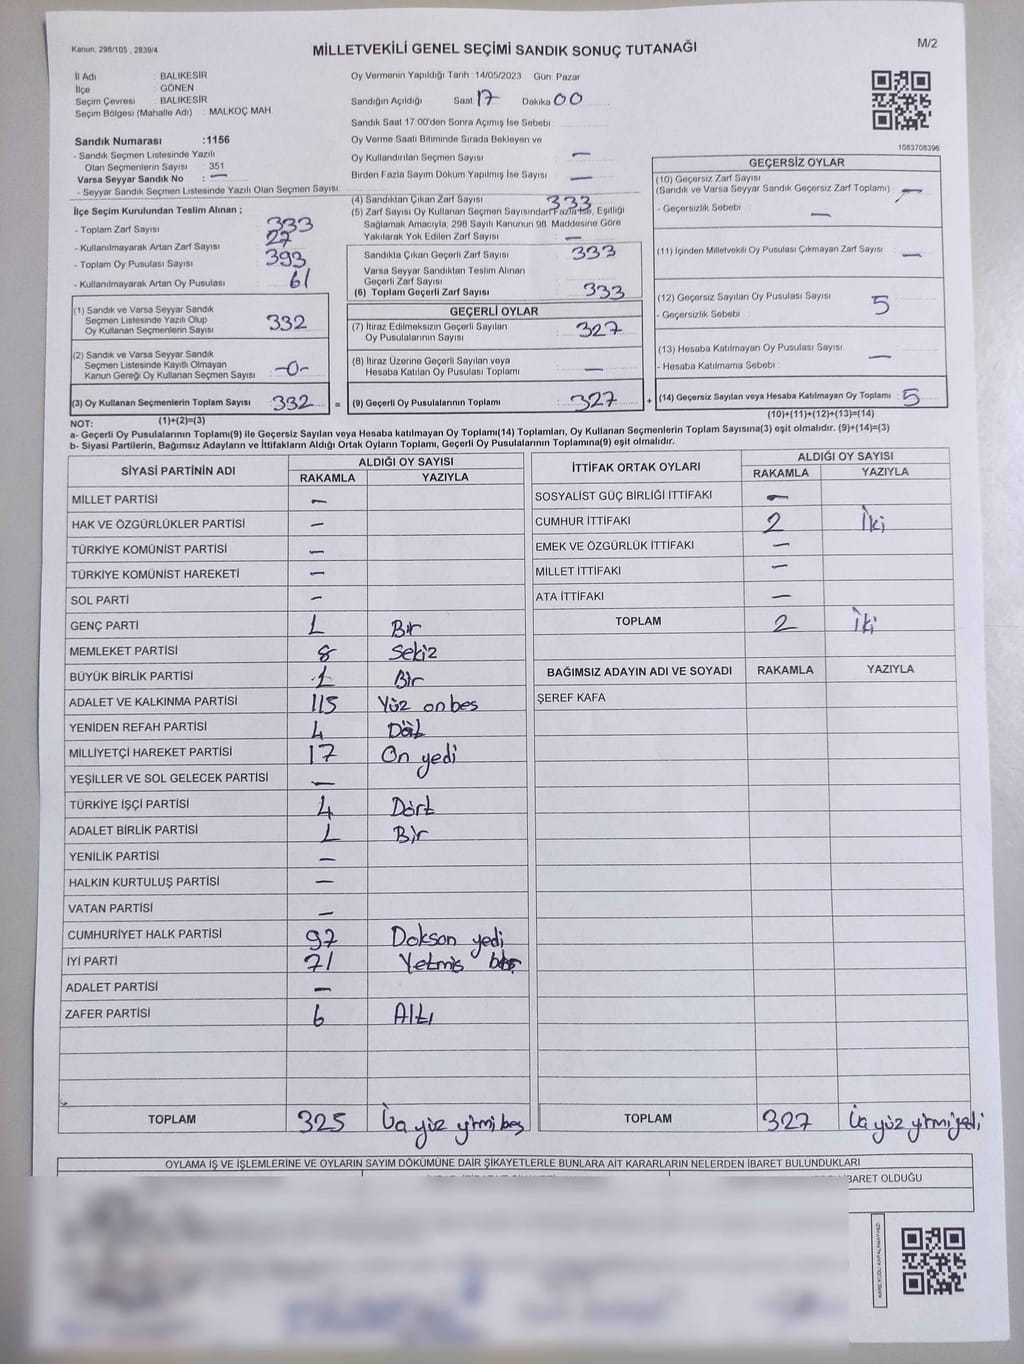 Kanun, 298/105 , 2839/4
MİLLETVEKİLİ GENEL SEÇİMİ SANDIK SONUÇ TUTANAĞI
M/2
İl Adı : BALIKESİR
İlçe : GÖNEN
Seçim Çevresi : BALIKESİR
Seçim Bölgesi (Mahalle Adı) : MALKOÇ MAH
Sandık Numarası :1156
- Sandık Seçmen Listesinde Yazılı
Olan Seçmenlerin Sayısı : 351
Varsa Seyyar Sandık No : —
- Seyyar Sandık Seçmen Listesinde Yazılı Olan Seçmen Sayısı:
Oy Vermenin Yapıldığı Tarih :14/05/2023 Gün: Pazar
Sandığın Açıldığı Saat 17 Dakika 00
Sandık Saat 17:00'den Sonra Açımış İse Sebebi :
Oy Verme Saati Bitiminde Sırada Bekleyen ve
Oy Kullandırılan Seçmen Sayısı : —
Birden Fazla Sayım Döküm Yapılmış İse Sayısı : —
1083708396
İlçe Seçim Kurulundan Teslim Alınan ;
- Toplam Zarf Sayısı : 333
- Kullanılmayarak Artan Zarf Sayısı : 27
- Toplam Oy Pusulası Sayısı : 393
- Kullanılmayarak Artan Oy Pusulası : 61
(1) Sandık ve Varsa Seyyar Sandık
Seçmen Listesinde Yazılı Olup
Oy Kullanan Seçmenlerin Sayısı : 332
(2) Sandık ve Varsa Seyyar Sandık
Seçmen Listesinde Kayıtlı Olmayan
Kanun Gereği Oy Kullanan Seçmen Sayısı : -0-
(3) Oy Kullanan Seçmenlerin Toplam Sayısı : 332 =
(1)+(2)=(3)
(4) Sandıktan Çıkan Zarf Sayısı : 333
(5) Zarf Sayısı Oy Kullanan Seçmen Sayısından Fazla İse, Eşitliği
Sağlamak Amacıyla, 298 Sayılı Kanunun 98. Maddesine Göre
Yakılarak Yok Edilen Zarf Sayısı : —
Sandıkta Çıkan Geçerli Zarf Sayısı : 333
Varsa Seyyar Sandıktan Teslim Alınan
Geçerli Zarf Sayısı :
(6) Toplam Geçerli Zarf Sayısı : 333
GEÇERLİ OYLAR
(7) İtiraz Edilmeksizin Geçerli Sayılan
Oy Pusulalarının Sayısı : 327
(8) İtiraz Üzerine Geçerli Sayılan veya
Hesaba Katılan Oy Pusulası Toplamı : —
(9) Geçerli Oy Pusulalarının Toplamı : 327 +
GEÇERSİZ OYLAR
(10) Geçersiz Zarf Sayısı
(Sandık ve Varsa Seyyar Sandık Geçersiz Zarf Toplamı) : —
- Geçersizlik Sebebi : —
(11) İçinden Milletvekili Oy Pusulası Çıkmayan Zarf Sayısı : —
(12) Geçersiz Sayılan Oy Pusulası Sayısı : 5
- Geçersizlik Sebebi :
(13) Hesaba Katılmayan Oy Pusulası Sayısı : —
- Hesaba Katılmama Sebebi :
(14) Geçersiz Sayılan veya Hesaba Katılmayan Oy Toplamı : 5
(10)+(11)+(12)+(13)=(14)
NOT:
a- Geçerli Oy Pusulalarının Toplamı(9) ile Geçersiz Sayılan veya Hesaba katılmayan Oy Toplamı(14) Toplamları, Oy Kullanan Seçmenlerin Toplam Sayısına(3) eşit olmalıdır. (9)+(14)=(3)
b- Siyasi Partilerin, Bağımsız Adayların ve İttifakların Aldığı Ortak Oyların Toplamı, Geçerli Oy Pusulalarının Toplamına(9) eşit olmalıdır.
SİYASİ PARTİNİN ADI ALDIĞI OY SAYISI
RAKAMLA YAZIYLA
MİLLET PARTİSİ —
HAK VE ÖZGÜRLÜKLER PARTİSİ —
TÜRKİYE KOMÜNİST PARTİSİ —
TÜRKİYE KOMÜNİST HAREKETİ —
SOL PARTİ —
GENÇ PARTİ 1 Bir
MEMLEKET PARTİSİ 8 Sekiz
BÜYÜK BİRLİK PARTİSİ 1 Bir
ADALET VE KALKINMA PARTİSİ 115 Yüz on beş
YENİDEN REFAH PARTİSİ 4 Dört
MİLLİYETÇİ HAREKET PARTİSİ 17 On yedi
YEŞİLLER VE SOL GELECEK PARTİSİ —
TÜRKİYE İŞÇİ PARTİSİ 4 Dört
ADALET BİRLİK PARTİSİ 1 Bir
YENİLİK PARTİSİ —
HALKIN KURTULUŞ PARTİSİ —
VATAN PARTİSİ —
CUMHURİYET HALK PARTİSİ 97 Doksan yedi
İYİ PARTİ 71 Yetmiş
ADALET PARTİSİ —
ZAFER PARTİSİ 6 Altı
TOPLAM 325 Üç yüz yirmi beş
İTTİFAK ORTAK OYLARI ALDIĞI OY SAYISI
RAKAMLA YAZIYLA
SOSYALİST GÜÇ BİRLİĞİ İTTİFAKI —
CUMHUR İTTİFAKI 2 İki
EMEK VE ÖZGÜRLÜK İTTİFAKI —
MİLLET İTTİFAKI —
ATA İTTİFAKI —
TOPLAM 2 İki
BAĞIMSIZ ADAYIN ADI VE SOYADI RAKAMLA YAZIYLA
ŞEREF KAFA
TOPLAM 327 Üç yüz yirmi yedi
OYLAMA İŞ VE İŞLEMLERİNE VE OYLARIN SAYIM DÖKÜMÜNE DAİR ŞİKAYETLERLE BUNLARA AİT KARARLARIN NELERDEN İBARET BULUNDUKLARI
İBARET OLDUĞU
KARE KODU KARALAMAYINIZ!